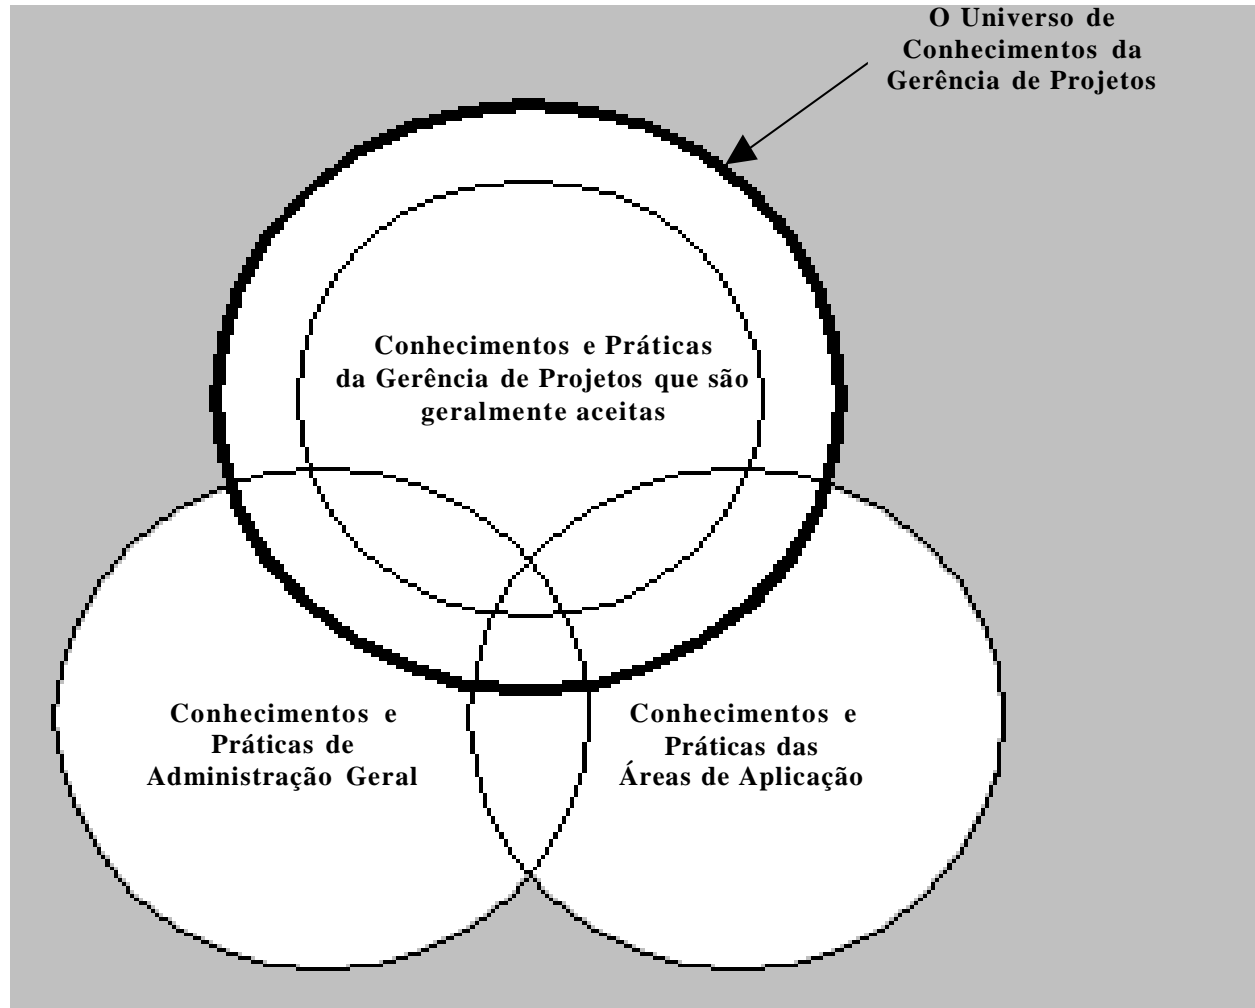 O Universo de
Conhecimentos da
Gerência de Projetos
Conhecimentos e Práticas
da Gerência de Projetos que são
geralmente aceitas
Conhecimentos e
Práticas de
Administração Geral
Conhecimentos e
Práticas das
Áreas de Aplicação